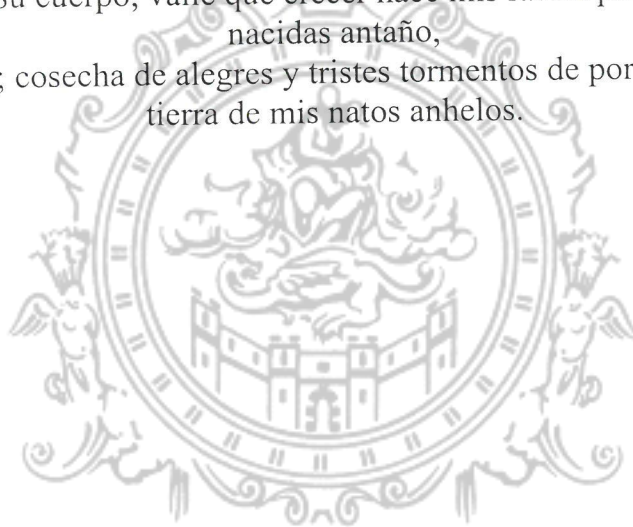 su cuerpo, valle que crecer hace mis
nacidas antaño,
; cosecha de alegres y tristes tormentos de por
tierra de mis natos anhelos.